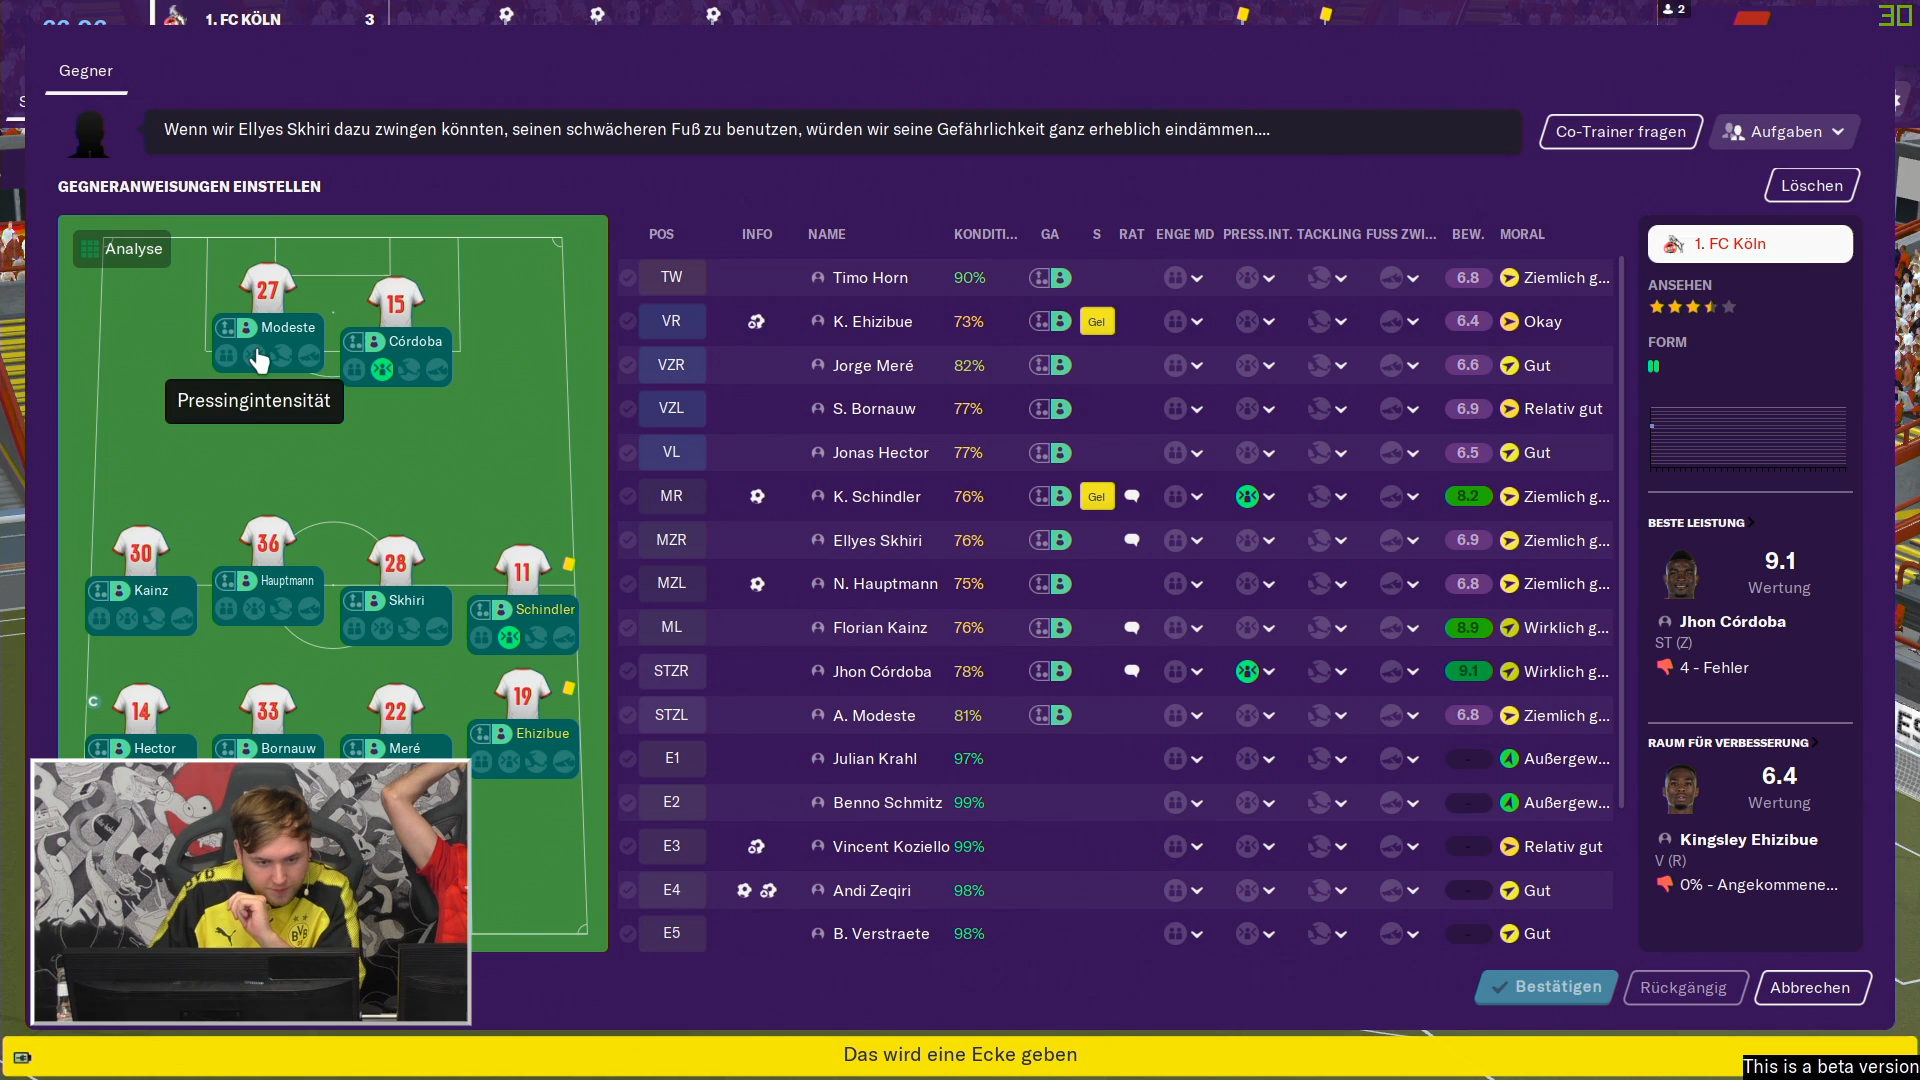 1. FC KÖLN 3
2
30
Gegner
Wenn wir Ellyes Skhiri dazu zwingen könnten, seinen schwächeren Fuß zu benutzen, würden wir seine Gefährlichkeit ganz erheblich eindämmen....
Co-Trainer fragen
Aufgaben
GEGNERANWEISUNGEN EINSTELLEN
Löschen
Analyse
27
Modeste
15
Córdoba
Pressingintensität
30
Kainz
36
Hauptmann
28
Skhiri
11
Schindler
C
14
Hector
33
Bornauw
22
Meré
19
Ehizibue
POS INFO NAME KONDITI... GA S RAT ENGE MD PRESS.INT. TACKLING FUSS ZWI... BEW. MORAL
TW Timo Horn 90% 6.8 Ziemlich g...
VR K. Ehizibue 73% Gel 6.4 Okay
VZR Jorge Meré 82% 6.6 Gut
VZL S. Bornauw 77% 6.9 Relativ gut
VL Jonas Hector 77% 6.5 Gut
MR K. Schindler 76% Gel 8.2 Ziemlich g...
MZR Ellyes Skhiri 76% 6.9 Ziemlich g...
MZL N. Hauptmann 75% 6.8 Ziemlich g...
ML Florian Kainz 76% 8.9 Wirklich g...
STZR Jhon Córdoba 78% 9.1 Wirklich g...
STZL A. Modeste 81% 6.8 Ziemlich g...
E1 Julian Krahl 97% - Außergew...
E2 Benno Schmitz 99% - Außergew...
E3 Vincent Koziello 99% - Relativ gut
E4 Andi Zeqiri 98% - Gut
E5 B. Verstraete 98% - Gut
1. FC Köln
ANSEHEN
FORM
BESTE LEISTUNG
9.1
Wertung
Jhon Córdoba
ST (Z)
4 - Fehler
RAUM FÜR VERBESSERUNG
6.4
Wertung
Kingsley Ehizibue
V (R)
0% - Angekommene...
Bestätigen
Rückgängig
Abbrechen
BVB
09
Das wird eine Ecke geben
This is a beta version